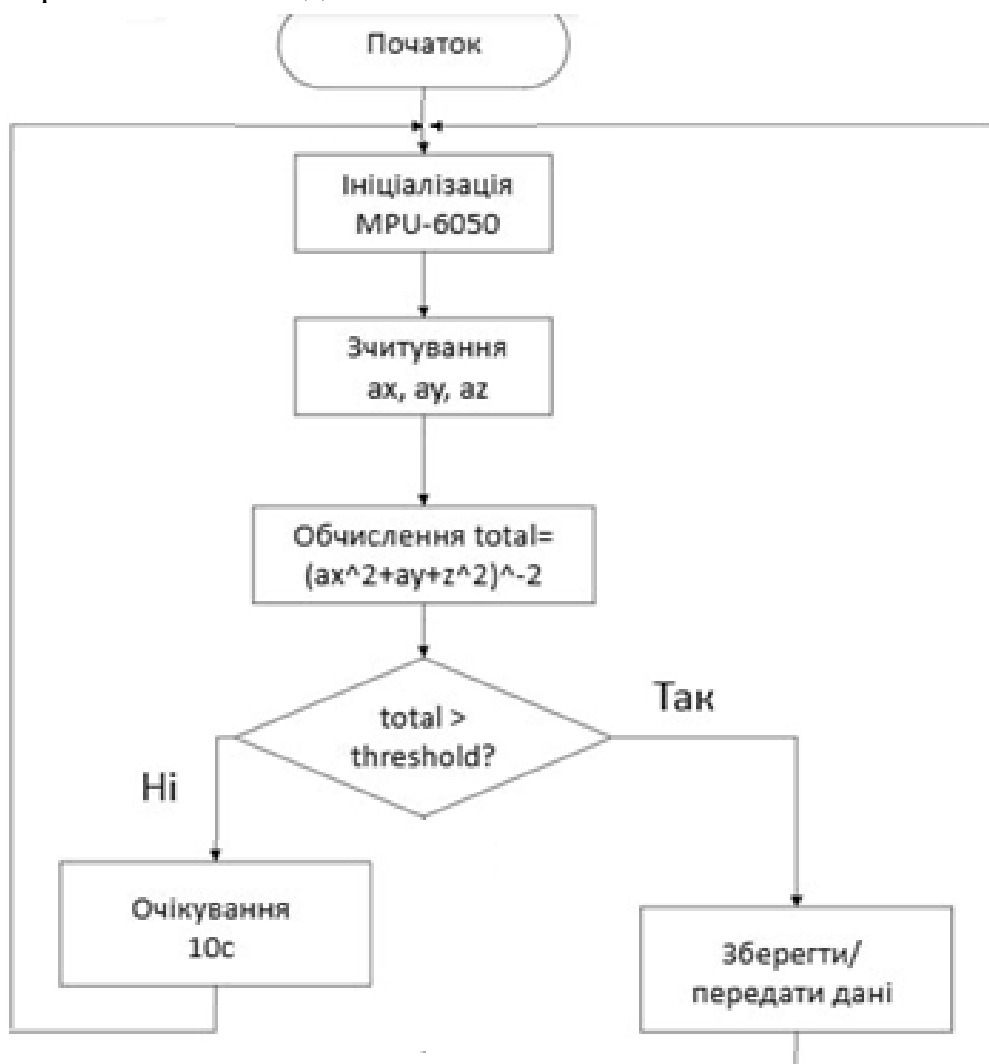 Початок
Ініціалізація
MPU-6050
Зчитування
ax, ay, az
Обчислення total=
(ax^2+ay+z^2)^-2
total >
threshold?
Так
Ні
Очікування
10с
Зберегти/
передати дані